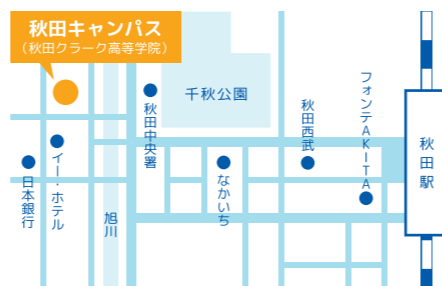 秋田キャンパス
（秋田クラーク高等学院）
千秋公園
秋田中央署
秋田西武
フォンテAKITA
秋田駅
イー・ホテル
日本銀行
旭川
なかいち